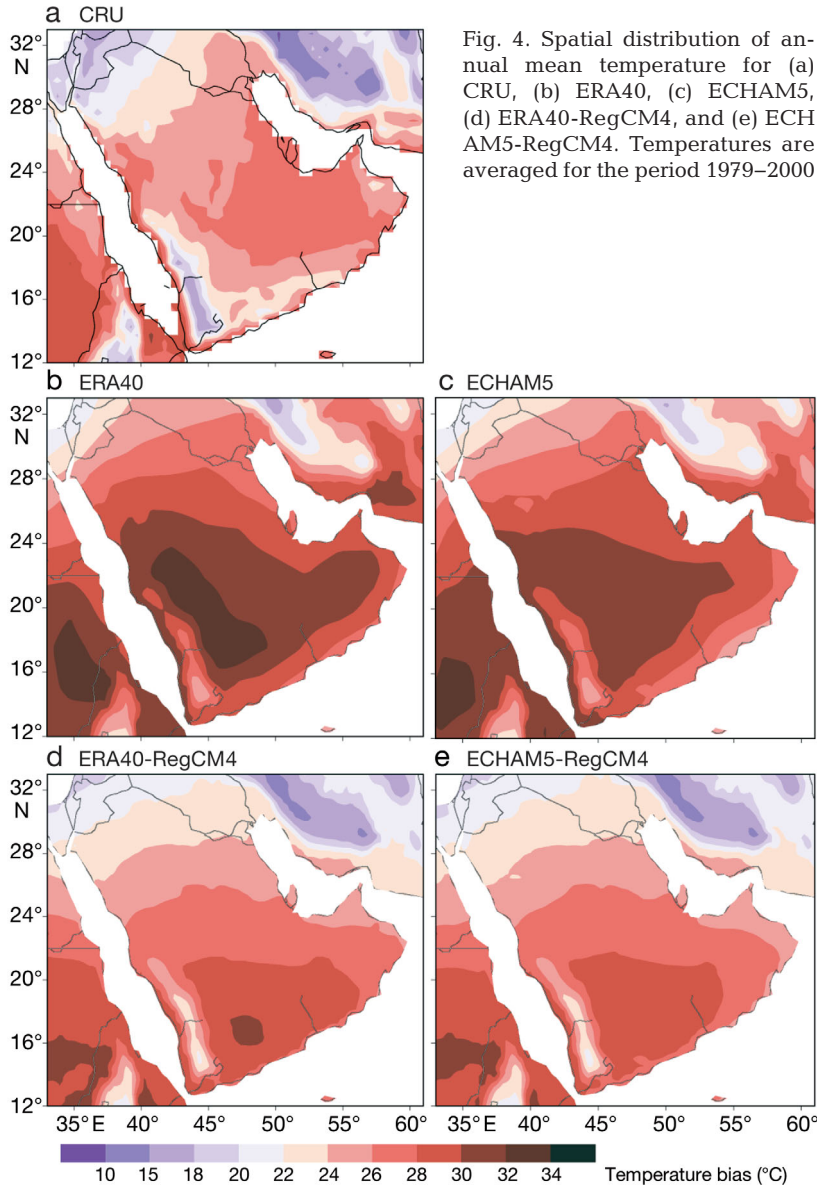 a CRU
32°
N
28°
24°
20°
16°
12°
Fig. 4. Spatial distribution of an-
nual mean temperature for (a)
CRU, (b) ERA40, (c) ECHAM5,
(d) ERA40-RegCM4, and (e) ECH
AM5-RegCM4. Temperatures are
averaged for the period 1979–2000
b ERA40
c ECHAM5
32°
N
28°
24°
20°
16°
12°
d ERA40-RegCM4
e ECHAM5-RegCM4
32°
N
28°
24°
20°
16°
12°
35° E 40° 45° 50° 55° 60° 35° E 40° 45° 50° 55° 60°
10 15 18 20 22 24 26 28 30 32 34 Temperature bias (°C)